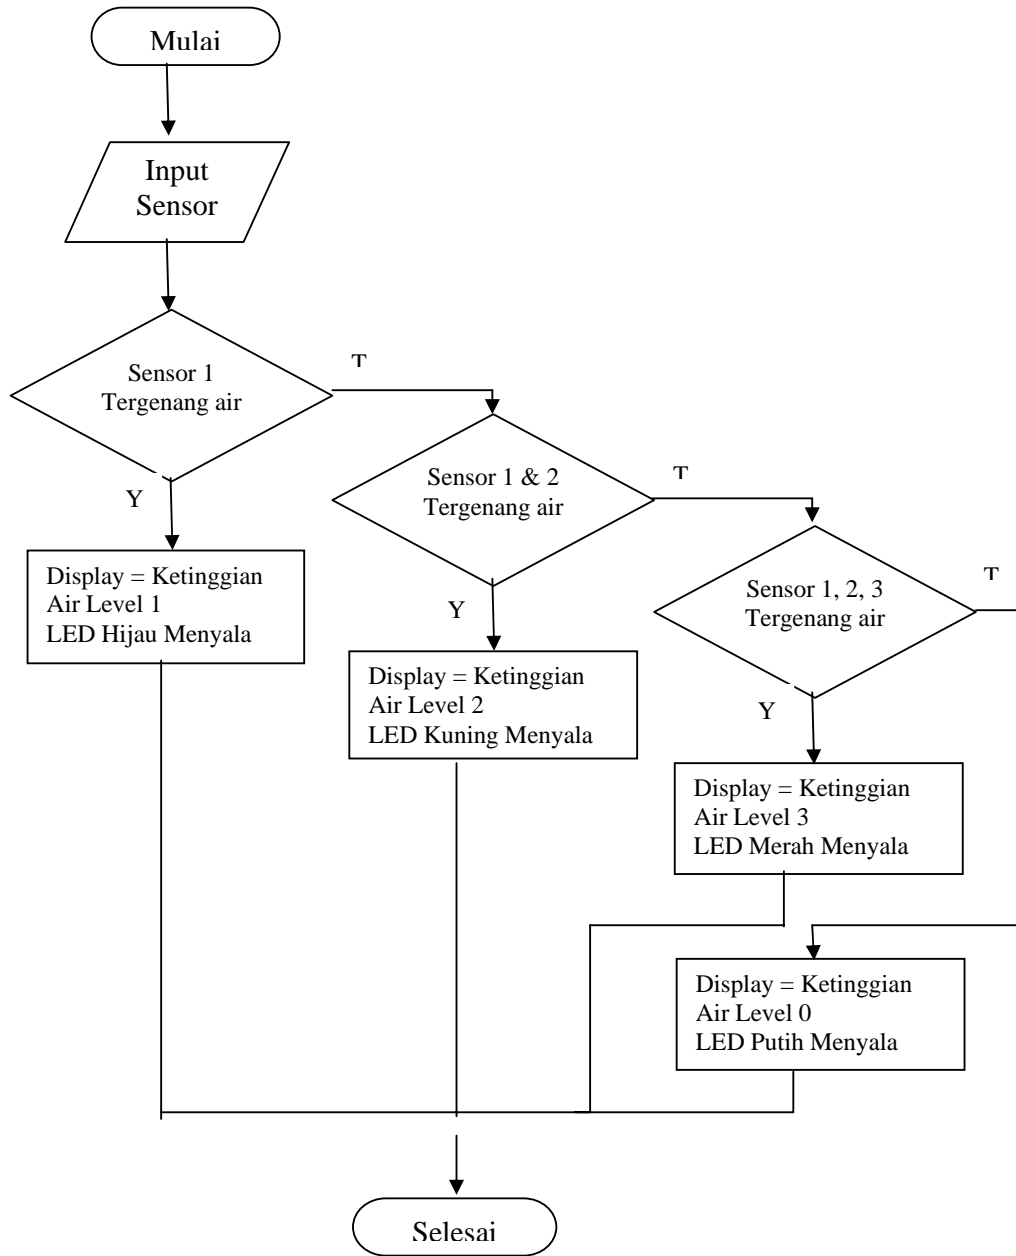 Mulai
Input
Sensor
Sensor 1
Tergenang air
T
Y
Sensor 1 & 2
Tergenang air
T
Y
Sensor 1, 2, 3
Tergenang air
T
Y
Display = Ketinggian
Air Level 1
LED Hijau Menyala
Display = Ketinggian
Air Level 2
LED Kuning Menyala
Display = Ketinggian
Air Level 3
LED Merah Menyala
Display = Ketinggian
Air Level 0
LED Putih Menyala
Selesai